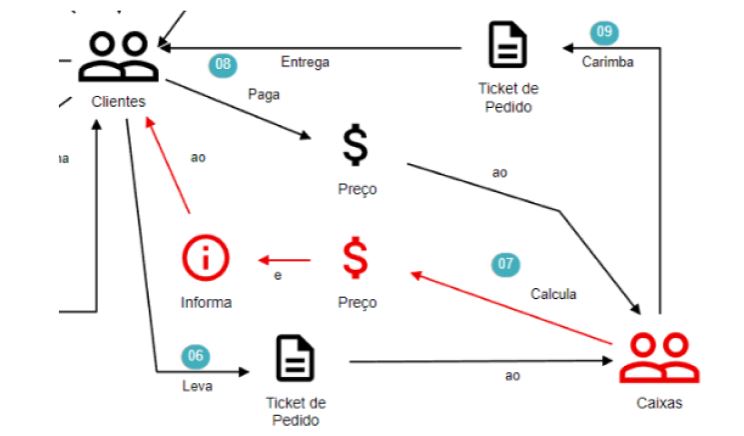 09
08
Entrega
Carimba
Clientes
Paga
Ticket de
Pedido
ao
ao
Preço
07
e
Calcula
Informa
Preço
06
Leva
ao
Ticket de
Pedido
Caixas